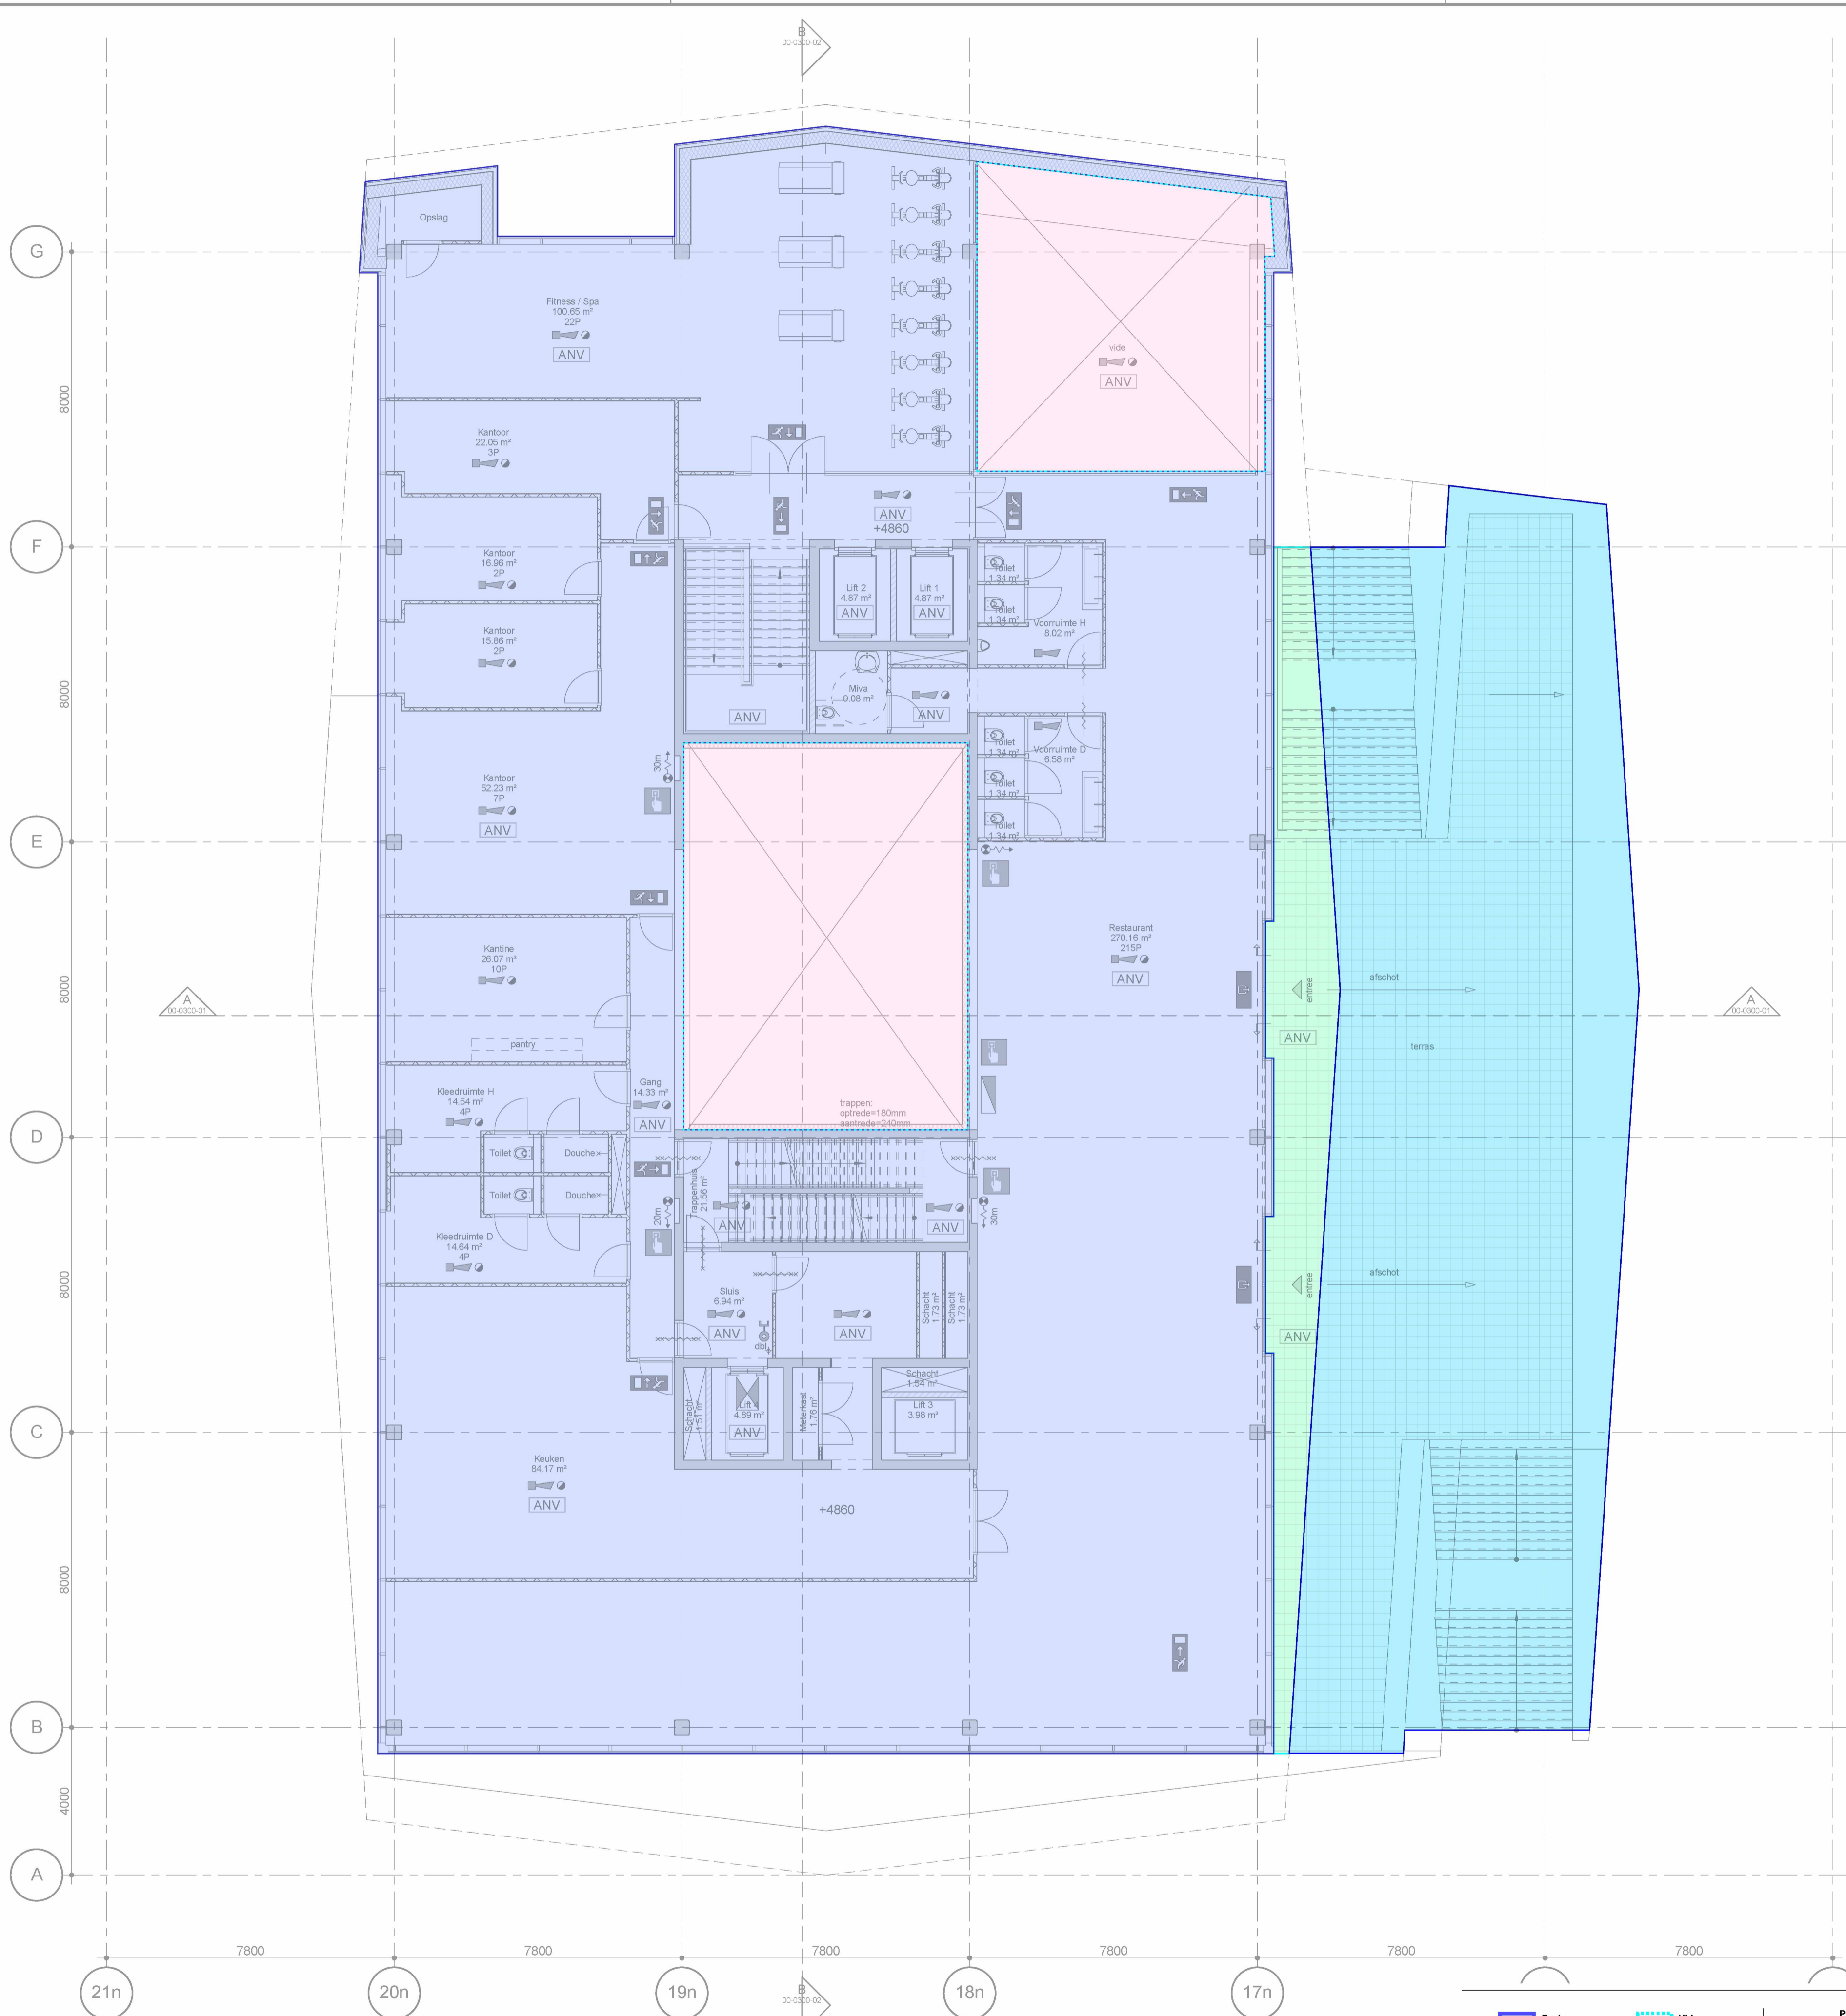 B
00-0300-02
Opslag
G
Fitness / Spa
100.65 m²
22P
ANV
vide
ANV
8000
Kantoor
22.05 m²
3P
ANV
+4860
F
Kantoor
16.96 m²
2P
Lift 2
4.87 m²
ANV
Lift 1
4.87 m²
ANV
Toilet
1.34 m²
Toilet
1.34 m²
Voorruimte H
8.02 m²
Kantoor
15.86 m²
2P
8000
Miva
9.08 m²
ANV
ANV
Toilet
1.34 m²
Voorruimte D
6.58 m²
Toilet
1.34 m²
Toilet
1.34 m²
Kantoor
52.23 m²
7P
ANV
30m
E
Restaurant
270.16 m²
215P
ANV
Kantine
26.07 m²
10P
pantry
8000
A
00-0300-01
entree
afschot
ANV
terras
A
00-0300-01
Kleedruimte H
14.54 m²
4P
Gang
14.33 m²
ANV
trappen:
optrede=180mm
aantrede=240mm
D
Toilet
Douche
Toilet
Douche
Trappenhuis
21.56 m²
ANV
ANV
20m
30m
Kleedruimte D
14.64 m²
4P
8000
Sluis
6.94 m²
ANV
dbl
ANV
Schacht
1.73 m²
Schacht
1.73 m²
entree
afschot
ANV
Schacht
1.51 m²
Lift 4
4.89 m²
ANV
Meterkast
1.76 m²
Schacht
1.54 m²
Lift 3
3.98 m²
C
Keuken
84.17 m²
ANV
+4860
8000
B
4000
A
7800
7800
7800
7800
7800
7800
21n
20n
19n
18n
17n
B
00-0300-02